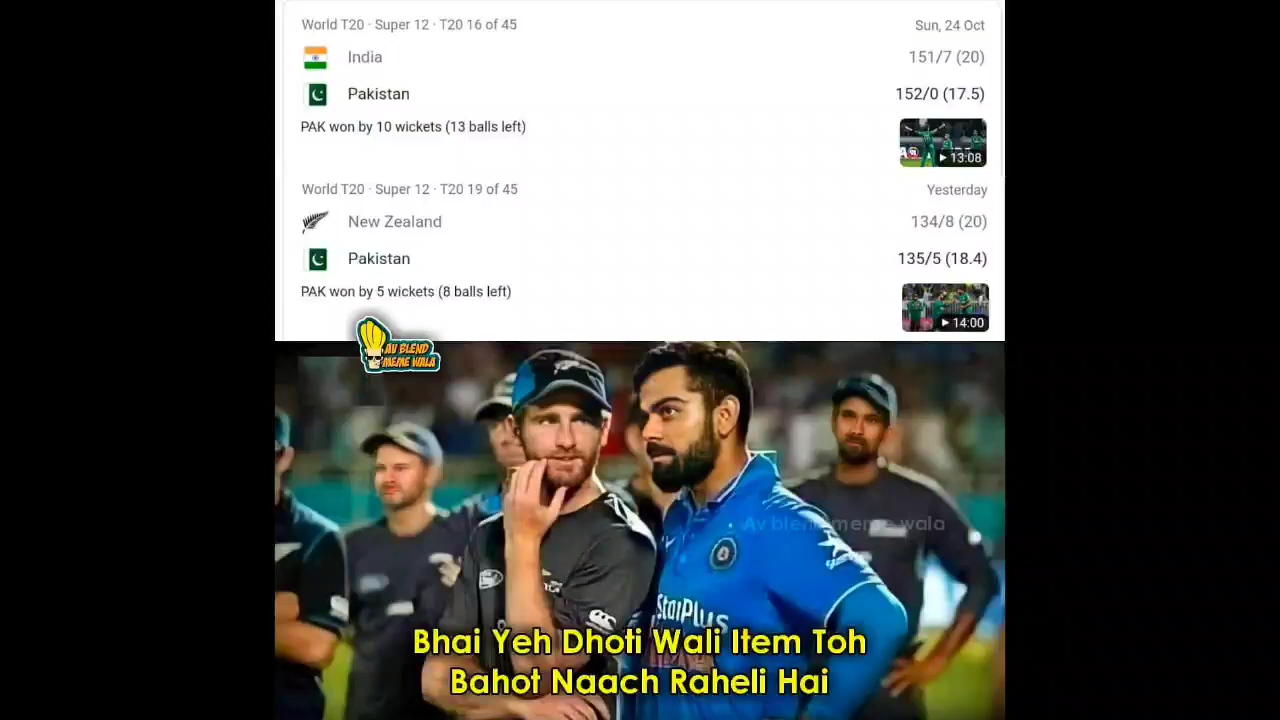 World T20 · Super 12 · T20 16 of 45 Sun, 24 Oct
India 151/7 (20)
Pakistan 152/0 (17.5)
PAK won by 10 wickets (13 balls left)
13:08
World T20 · Super 12 · T20 19 of 45 Yesterday
New Zealand 134/8 (20)
Pakistan 135/5 (18.4)
PAK won by 5 wickets (8 balls left)
14:00
AV BLEND
MEME WALA
Av blend meme wala
StarPlus
Bhai Yeh Dhoti Wali Item Toh
Bahot Naach Raheli Hai